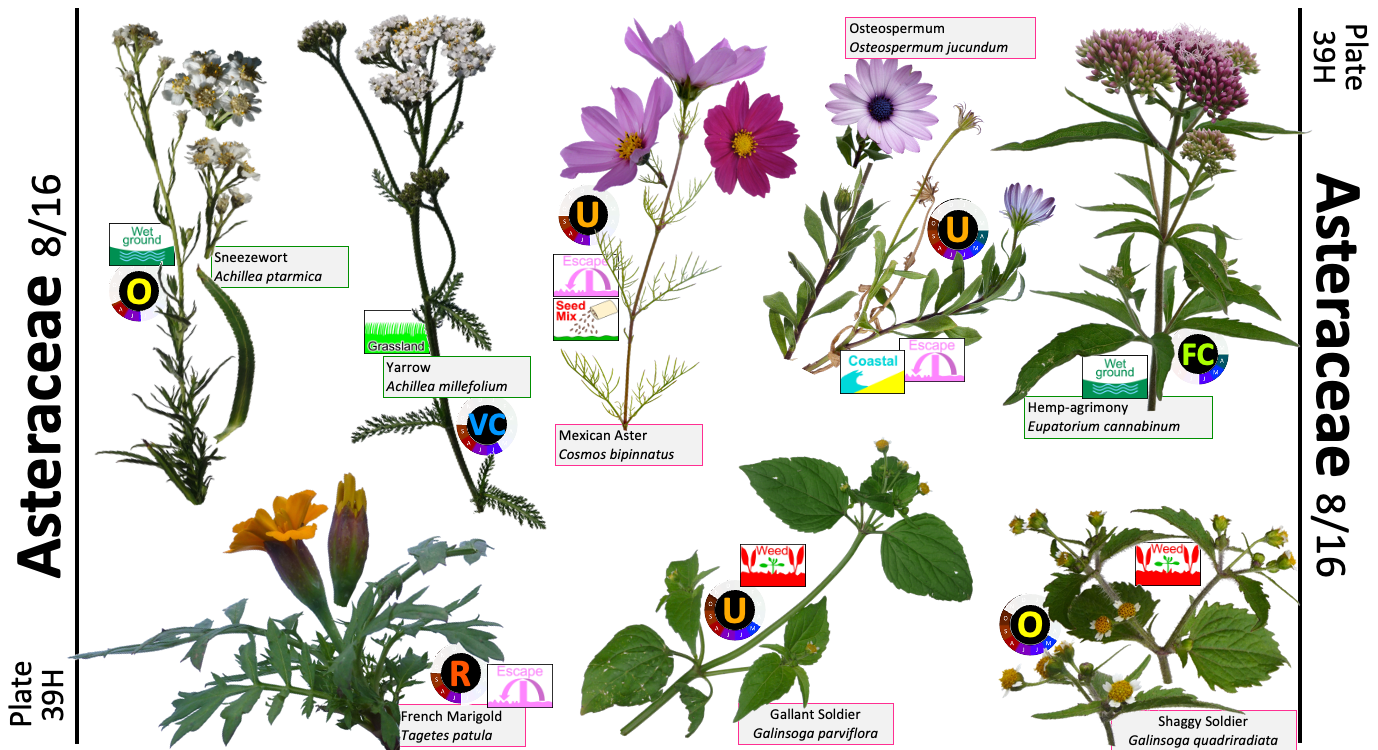 Asteraceae 8/16
Plate
39H
Osteospermum
Osteospermum jucundum
Plate
39H
Asteraceae 8/16
Wet
ground
Sneezewort
Achillea ptarmica
O
S
A
J
Grassland
Yarrow
Achillea millefolium
VC
S
A
J
J
U
S
A
J
Escape
Seed
Mix
Mexican Aster
Cosmos bipinnatus
U
O
S
A
J
J
M
A
Coastal
Escape
FC
A
M
J
J
Wet
ground
Hemp-agrimony
Eupatorium cannabinum
R
S
A
J
Escape
French Marigold
Tagetes patula
Weed
U
O
S
A
J
J
M
Gallant Soldier
Galinsoga parviflora
Weed
O
O
S
A
J
J
M
Shaggy Soldier
Galinsoga quadriradiata